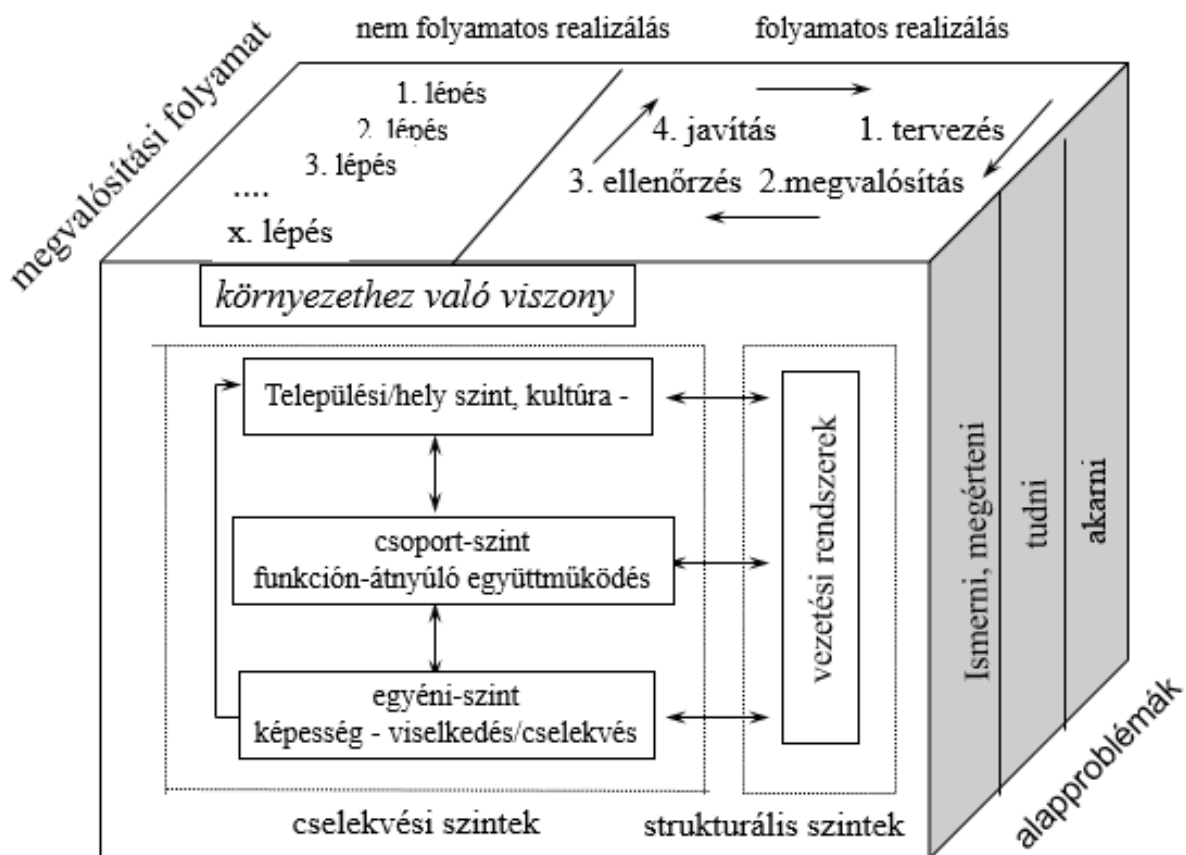 nem folyamatos realizálás
folyamatos realizálás
megvalósítási folyamat
1. lépés
2. lépés
3. lépés
....
x. lépés
4. javítás
1. tervezés
3. ellenőrzés
2.megvalósítás
környezethez való viszony
Települési/hely szint, kultúra -
csoport-szint
funkción-átnyúló együttműködés
egyéni-szint
képesség - viselkedés/cselekvés
vezetési rendszerek
cselekvési szintek
strukturális szintek
Ismerni, megérteni
tudni
akarni
alapproblémák